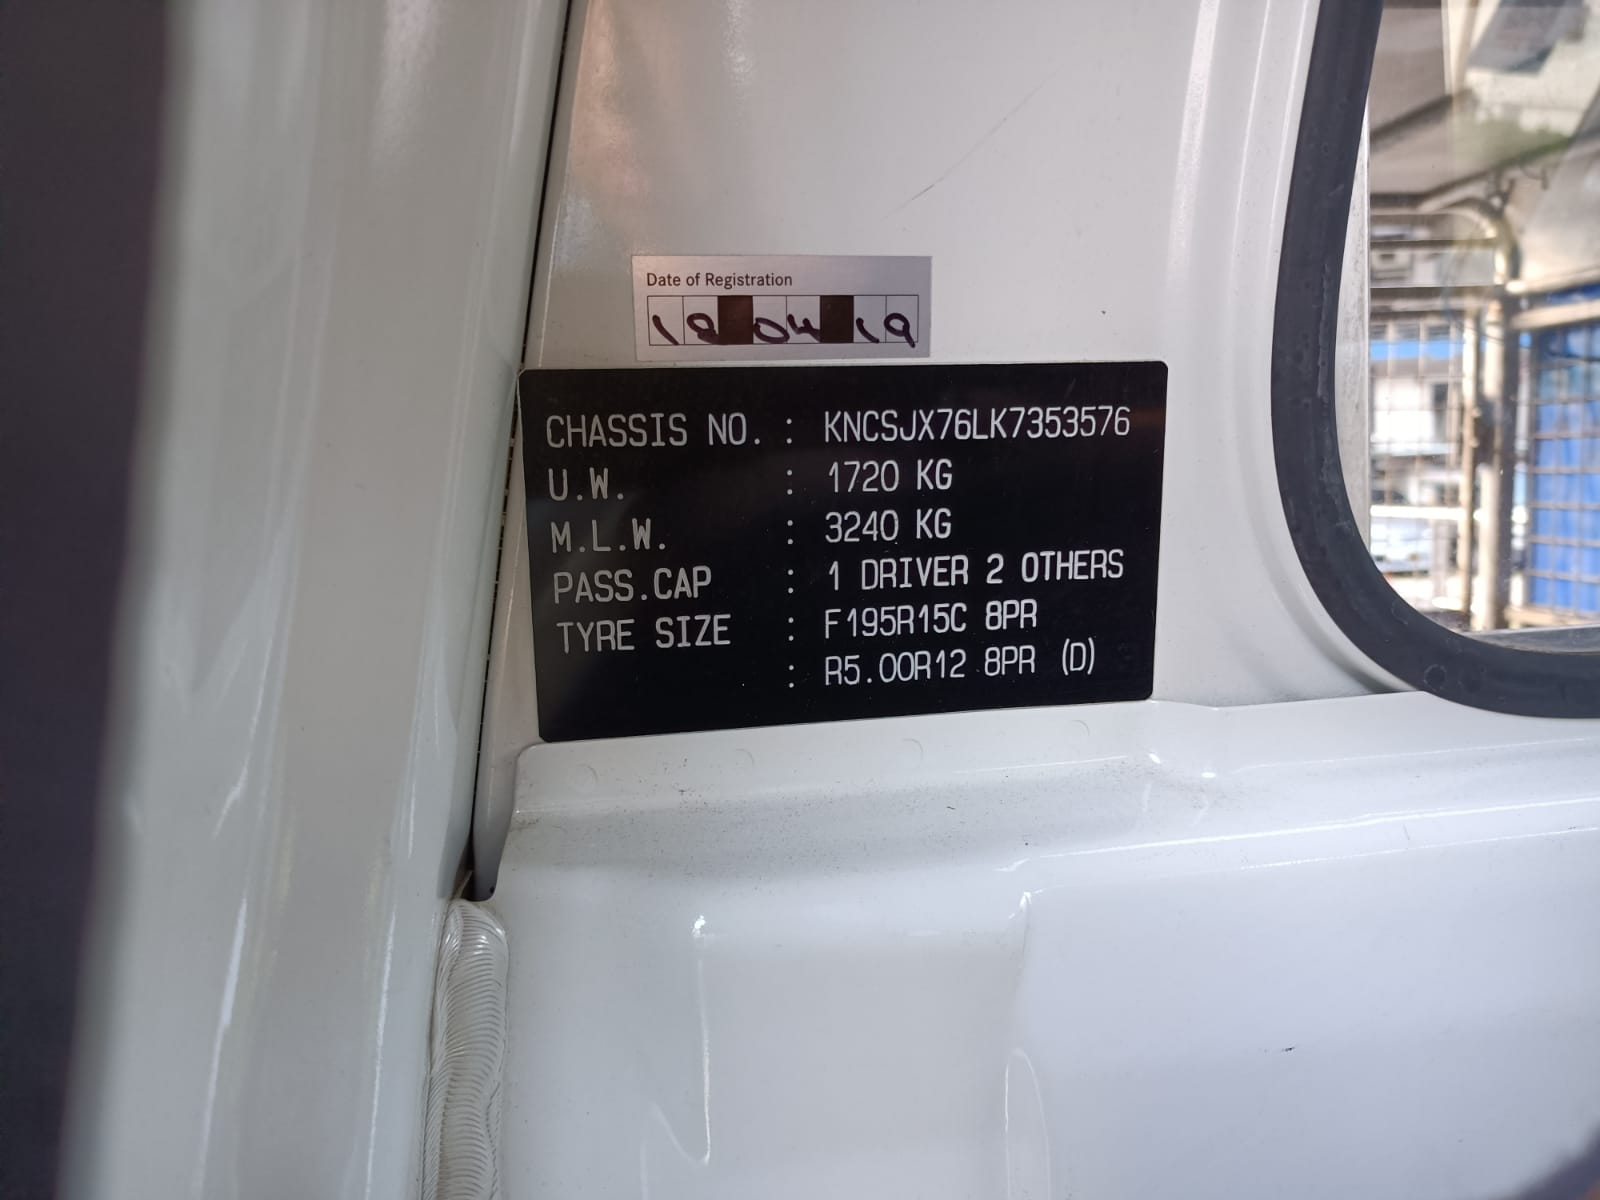 Date of Registration
18 04 19
CHASSIS NO. : KNCSJX76LK7353576
U.W. : 1720 KG
M.L.W. : 3240 KG
PASS.CAP : 1 DRIVER 2 OTHERS
TYRE SIZE : F195R15C 8PR
: R5.00R12 8PR (D)